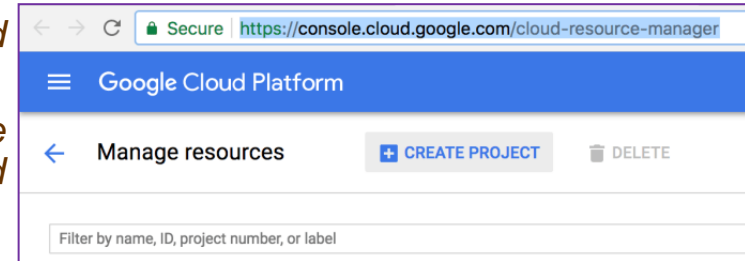 Secure https://console.cloud.google.com/cloud-resource-manager
Google Cloud Platform
Manage resources CREATE PROJECT DELETE
Filter by name, ID, project number, or label